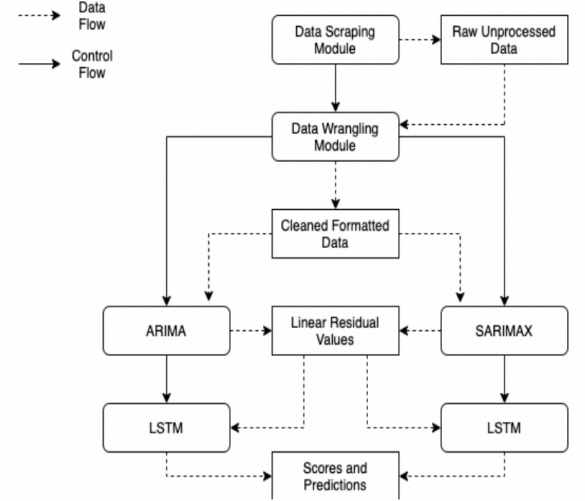 Data
Flow
Control
Flow
Data Scraping
Module
Raw Unprocessed
Data
Data Wrangling
Module
Cleaned Formatted
Data
ARIMA
Linear Residual
Values
SARIMAX
LSTM
LSTM
Scores and
Predictions